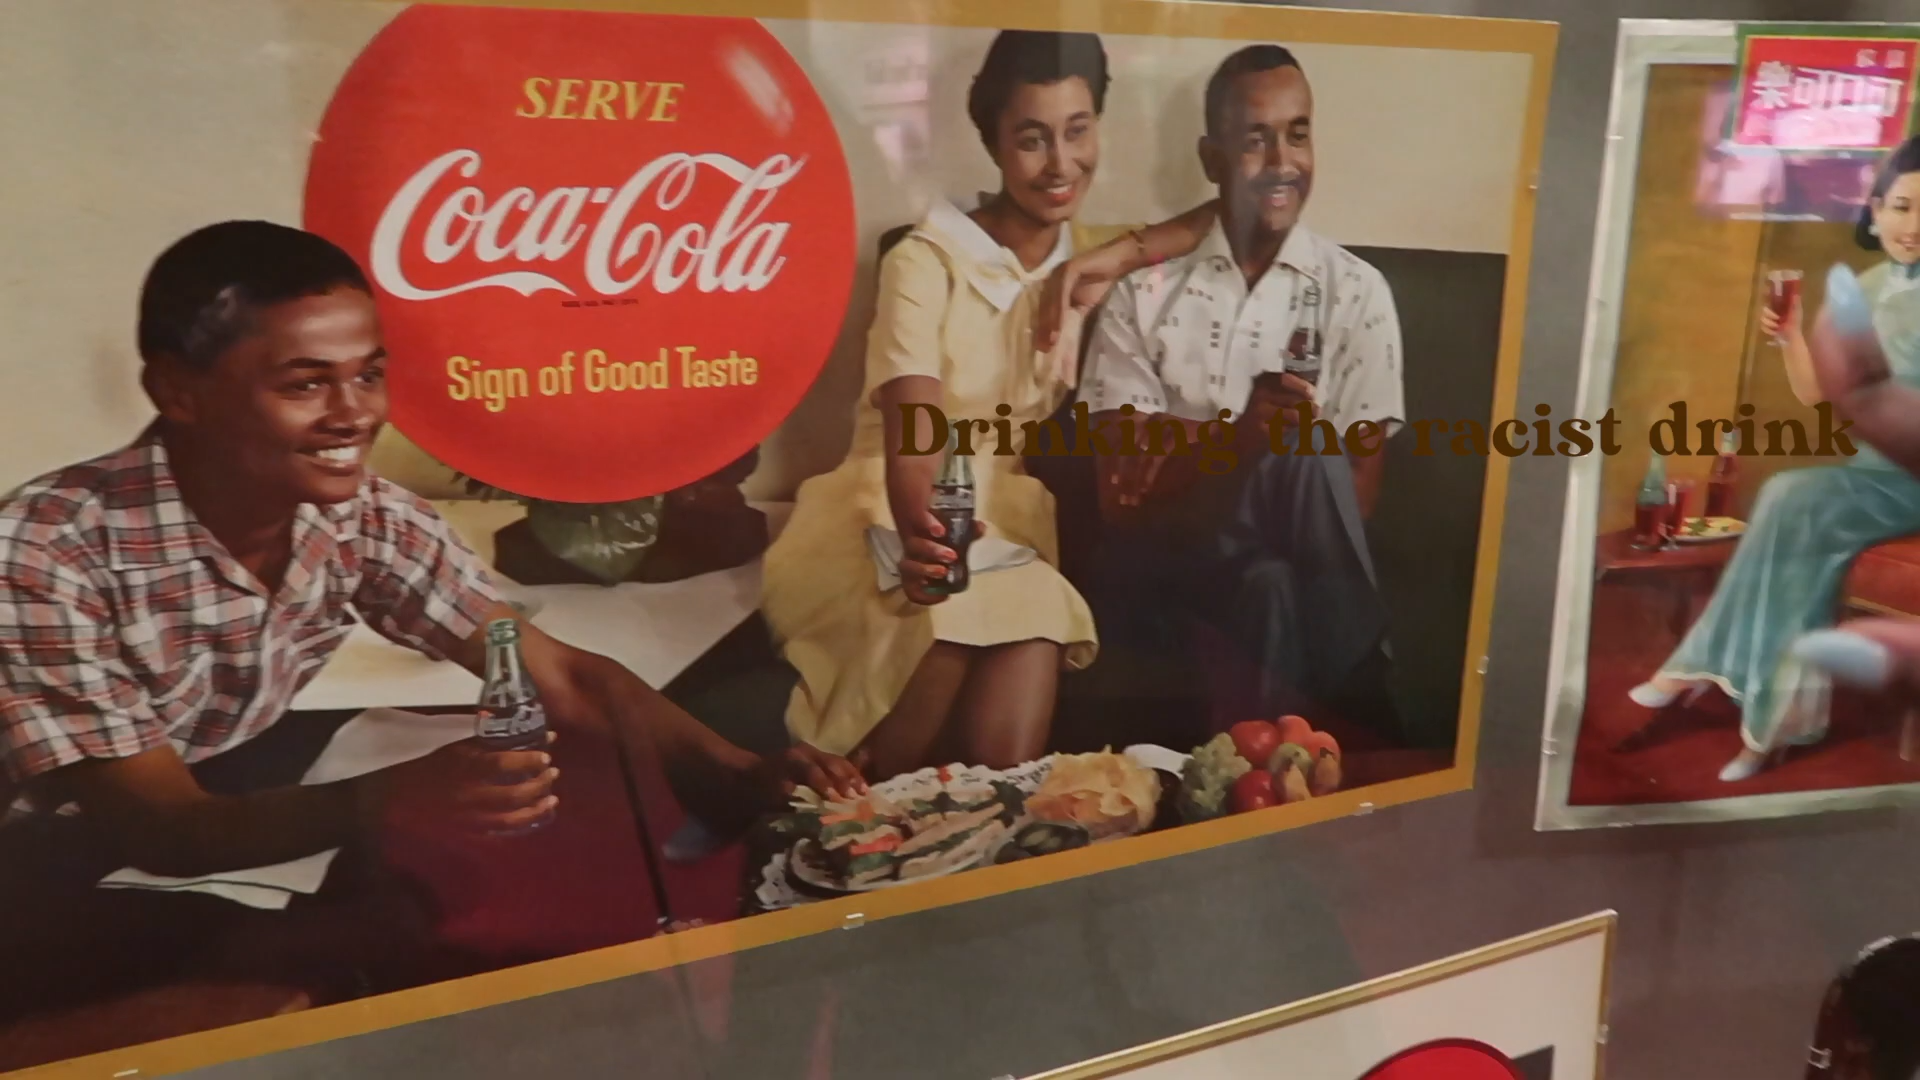 SERVE
Coca-Cola
Sign of Good Taste
Drinking the racist drink